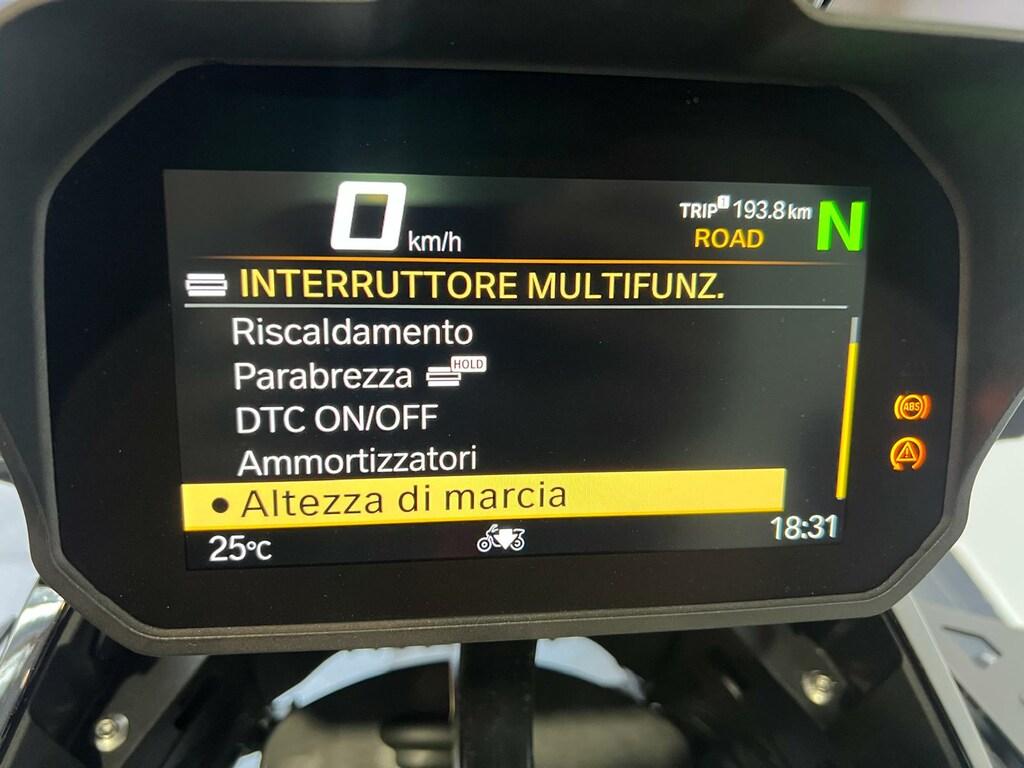 0 km/h
TRIP 1 193.8 km
ROAD
N
INTERRUTTORE MULTIFUNZ.
Riscaldamento
Parabrezza HOLD
DTC ON/OFF
Ammortizzatori
• Altezza di marcia
ABS
25°C
18:31